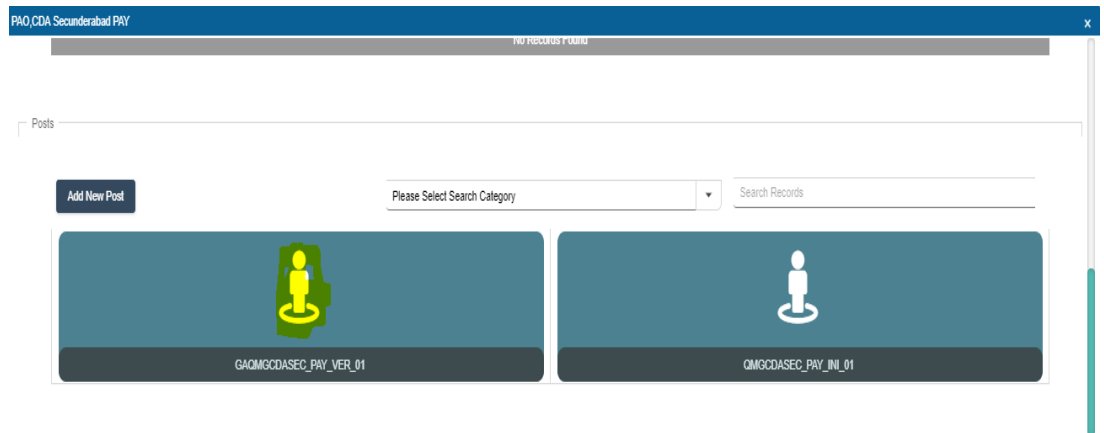 PAO,CDA Secunderabad PAY x
No Records Found
Posts
Add New Post
Please Select Search Category
Search Records
GAQMGCDASEC_PAY_VER_01
QMGCDASEC_PAY_INI_01